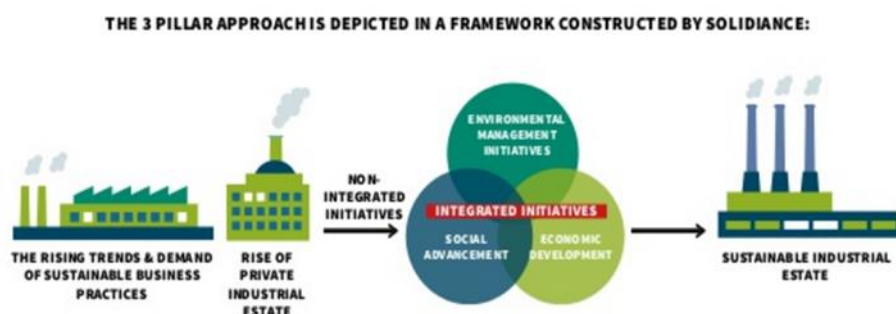 THE 3 PILLAR APPROACH IS DEPICTED IN A FRAMEWORK CONSTRUCTED BY SOLIDIANCE:
THE RISING TRENDS & DEMAND
OF SUSTAINABLE BUSINESS
PRACTICES
RISE OF
PRIVATE
INDUSTRIAL
ESTATE
NON-
INTEGRATED
INITIATIVES
ENVIRONMENTAL
MANAGEMENT
INITIATIVES
INTEGRATED INITIATIVES
SOCIAL
ADVANCEMENT
ECONOMIC
DEVELOPMENT
SUSTAINABLE INDUSTRIAL
ESTATE